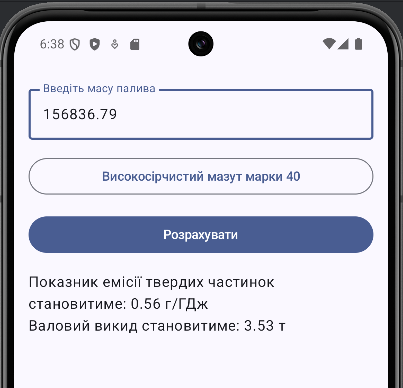 6:38
Введіть масу палива
156836.79
Високосірчистий мазут марки 40
Розрахувати
Показник емісії твердих частинок
становитиме: 0.56 г/ГДж
Валовий викид становитиме: 3.53 т